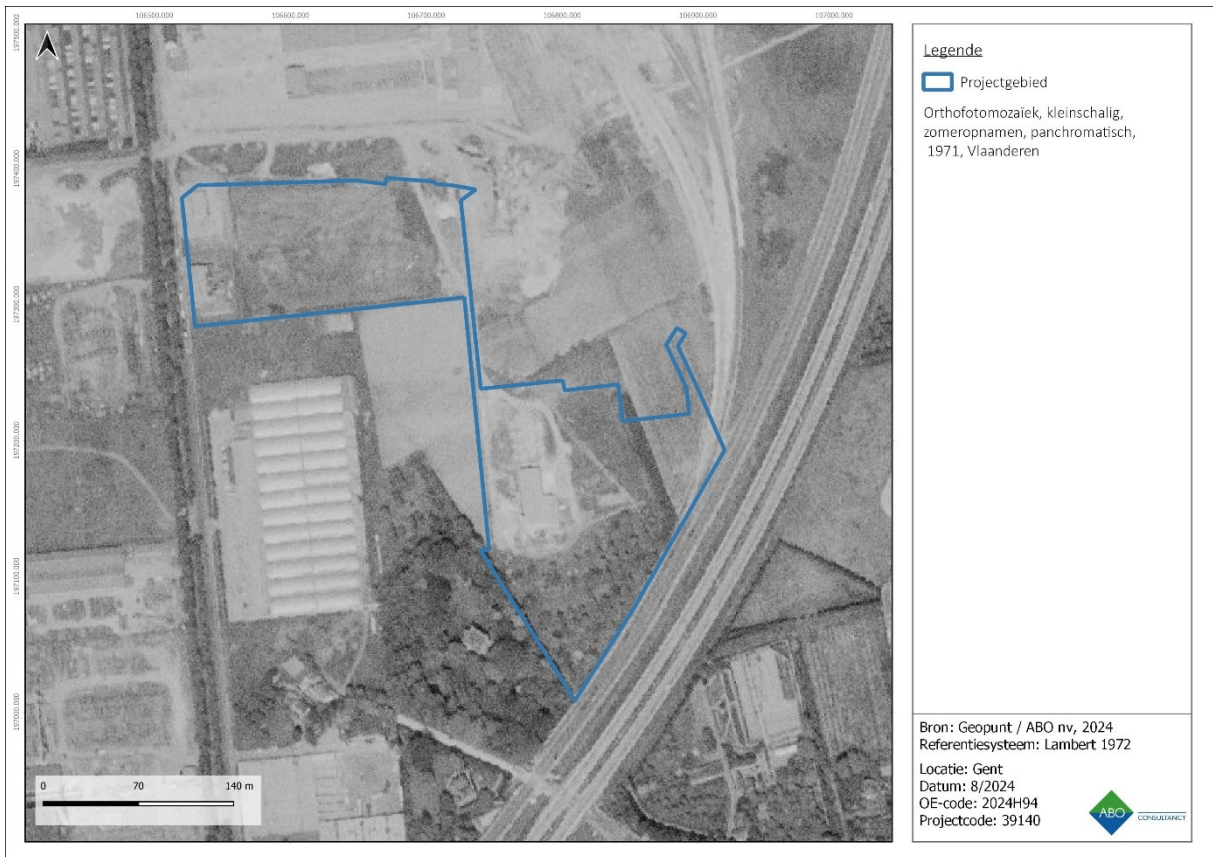 106500.000 106600.000 106700.000 106800.000 106900.000 107000.000
197500.000
197400.000
197300.000
197200.000
197100.000
197000.000
0 70 140 m
Legende
Projectgebied
Orthofotomozaïek, kleinschalig,
zomeropnamen, panchromatisch,
1971, Vlaanderen
Bron: Geopunt / ABO nv, 2024
Referentiesysteem: Lambert 1972
Locatie: Gent
Datum: 8/2024
OE-code: 2024H94
Projectcode: 39140
ABO CONSULTANCY